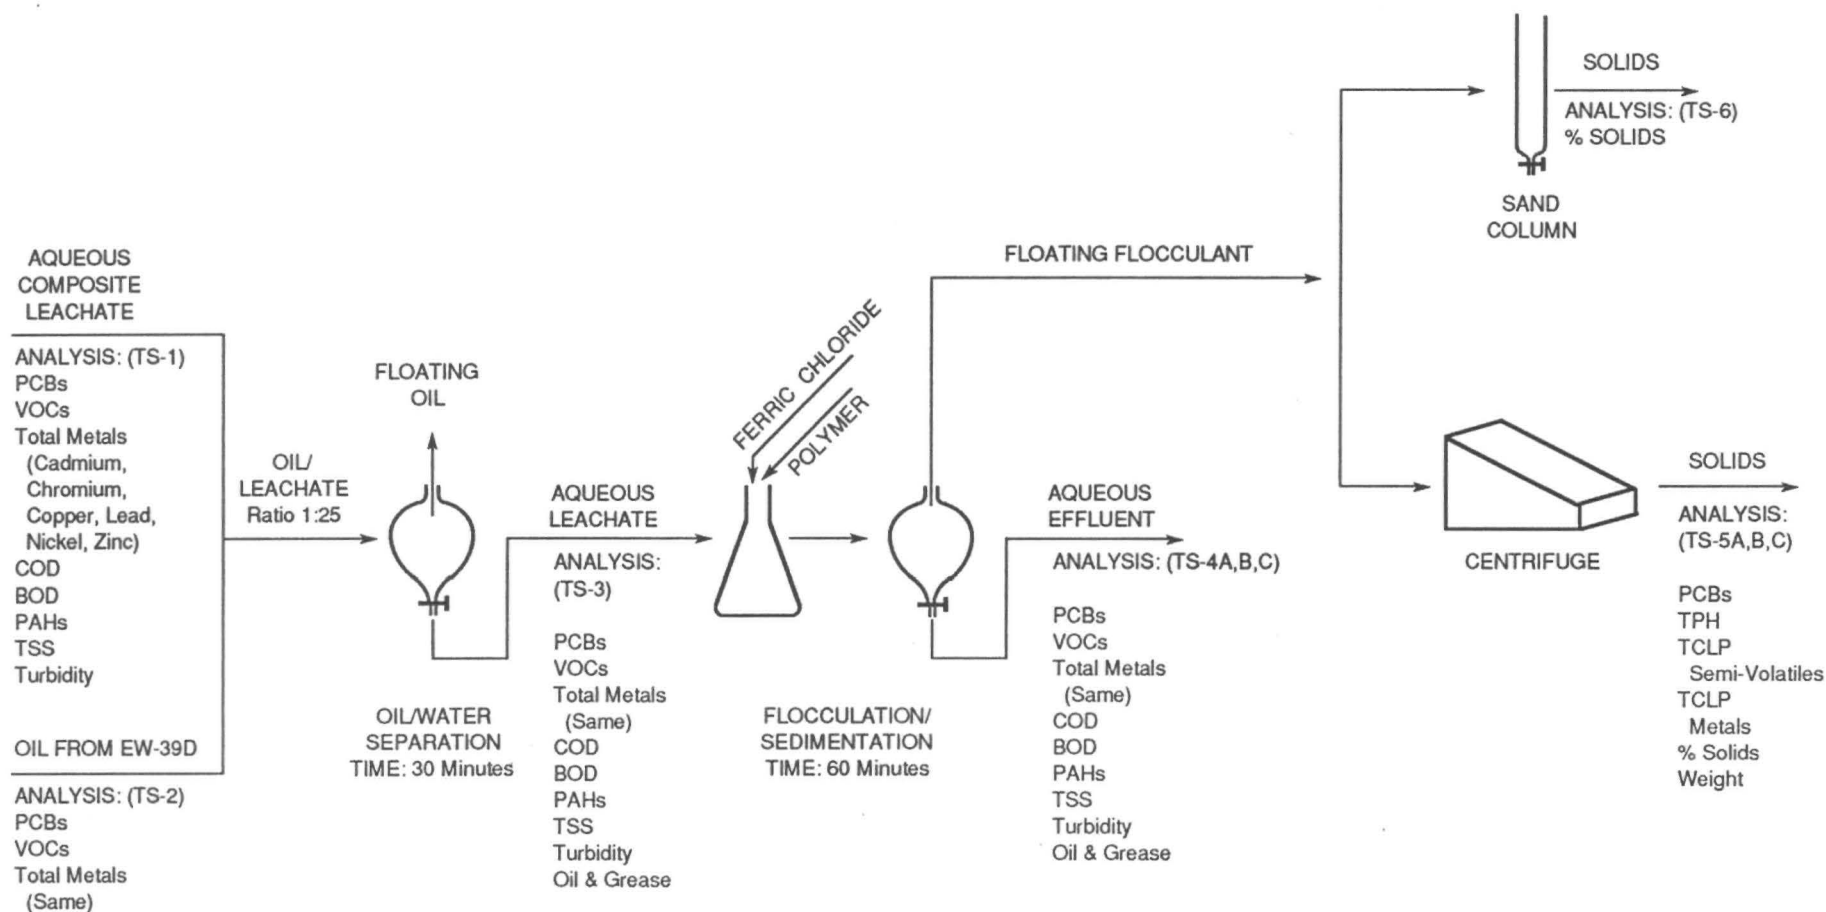 AQUEOUS
COMPOSITE
LEACHATE
ANALYSIS: (TS-1)
PCBs
VOCs
Total Metals
(Cadmium,
Chromium,
Copper, Lead,
Nickel, Zinc)
COD
BOD
PAHs
TSS
Turbidity
OIL FROM EW-39D
ANALYSIS: (TS-2)
PCBs
VOCs
Total Metals
(Same)
OIL/
LEACHATE
Ratio 1:25
FLOATING
OIL
OIL/WATER
SEPARATION
TIME: 30 Minutes
AQUEOUS
LEACHATE
ANALYSIS:
(TS-3)
PCBs
VOCs
Total Metals
(Same)
COD
BOD
PAHs
TSS
Turbidity
Oil & Grease
FERRIC CHLORIDE
POLYMER
FLOCCULATION/
SEDIMENTATION
TIME: 60 Minutes
FLOATING FLOCCULANT
AQUEOUS
EFFLUENT
ANALYSIS: (TS-4A,B,C)
PCBs
VOCs
Total Metals
(Same)
COD
BOD
PAHs
TSS
Turbidity
Oil & Grease
SOLIDS
ANALYSIS: (TS-6)
% SOLIDS
SAND
COLUMN
CENTRIFUGE
SOLIDS
ANALYSIS:
(TS-5A,B,C)
PCBs
TPH
TCLP
Semi-Volatiles
TCLP
Metals
% Solids
Weight